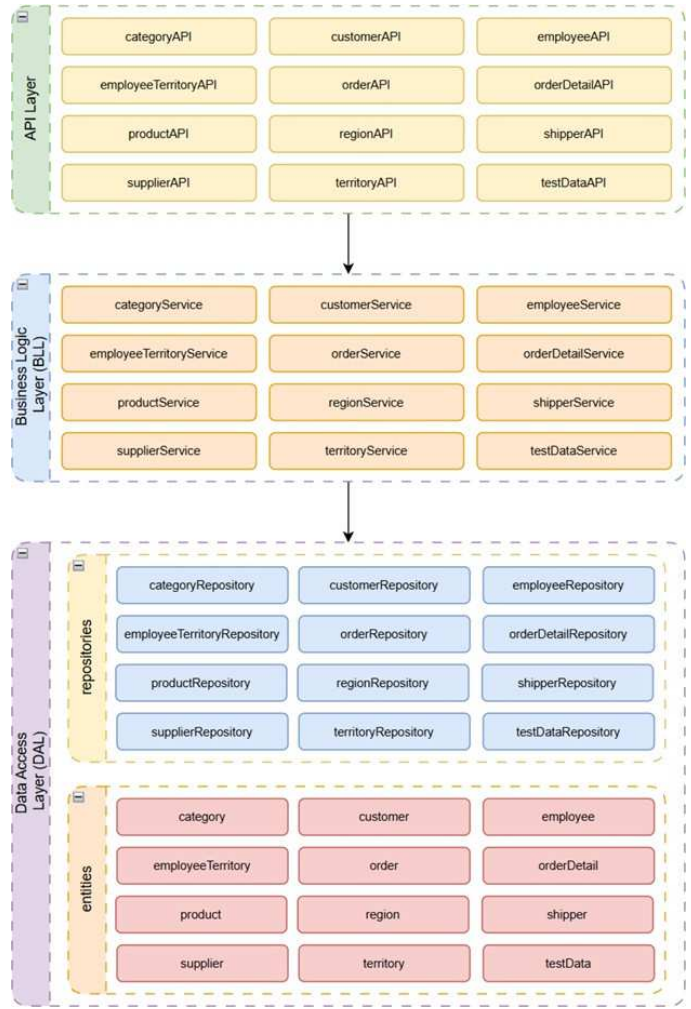 API Layer
categoryAPI
customerAPI
employeeAPI
employeeTerritoryAPI
orderAPI
orderDetailAPI
productAPI
regionAPI
shipperAPI
supplierAPI
territoryAPI
testDataAPI
Business Logic
Layer (BLL)
categoryService
customerService
employeeService
employeeTerritoryService
orderService
orderDetailService
productService
regionService
shipperService
supplierService
territoryService
testDataService
Data Access
Layer (DAL)
repositories
categoryRepository
customerRepository
employeeRepository
employeeTerritoryRepository
orderRepository
orderDetailRepository
productRepository
regionRepository
shipperRepository
supplierRepository
territoryRepository
testDataRepository
entities
category
customer
employee
employeeTerritory
order
orderDetail
product
region
shipper
supplier
territory
testData